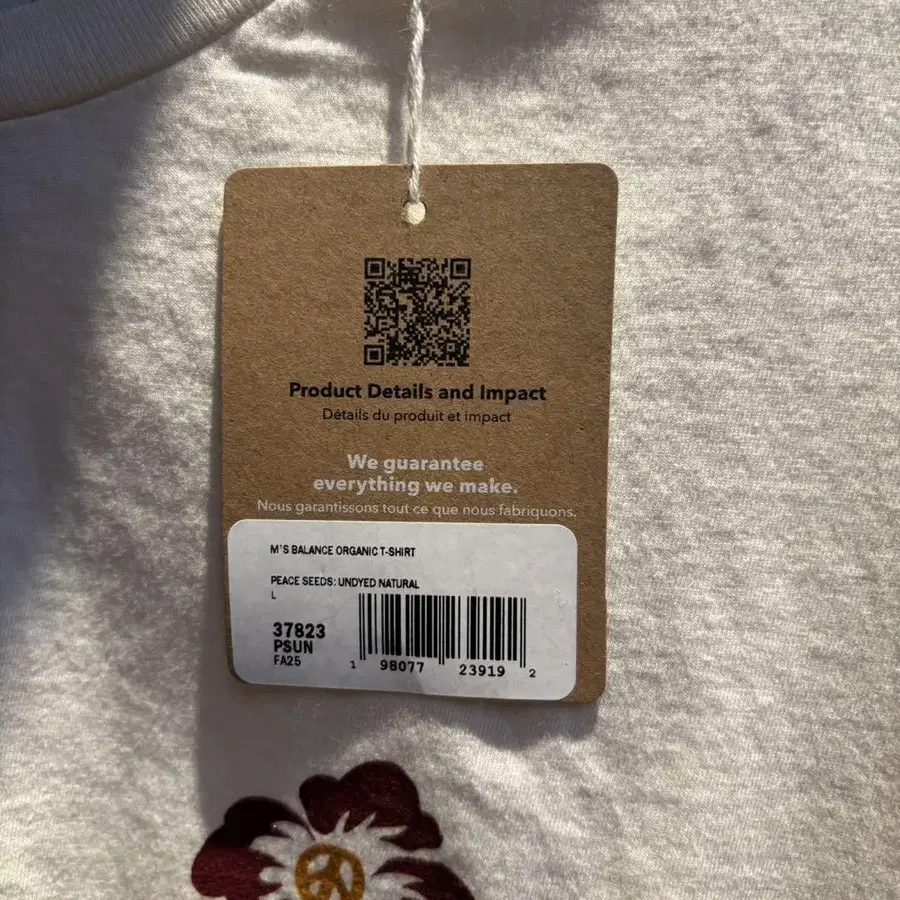 Product Details and Impact
Détails du produit et impact
We guarantee
everything we make.
Nous garantissons tout ce que nous fabriquons.
M'S BALANCE ORGANIC T-SHIRT
PEACE SEEDS: UNDYED NATURAL
L
37823
PSUN
FA25
1 98077 23919 2